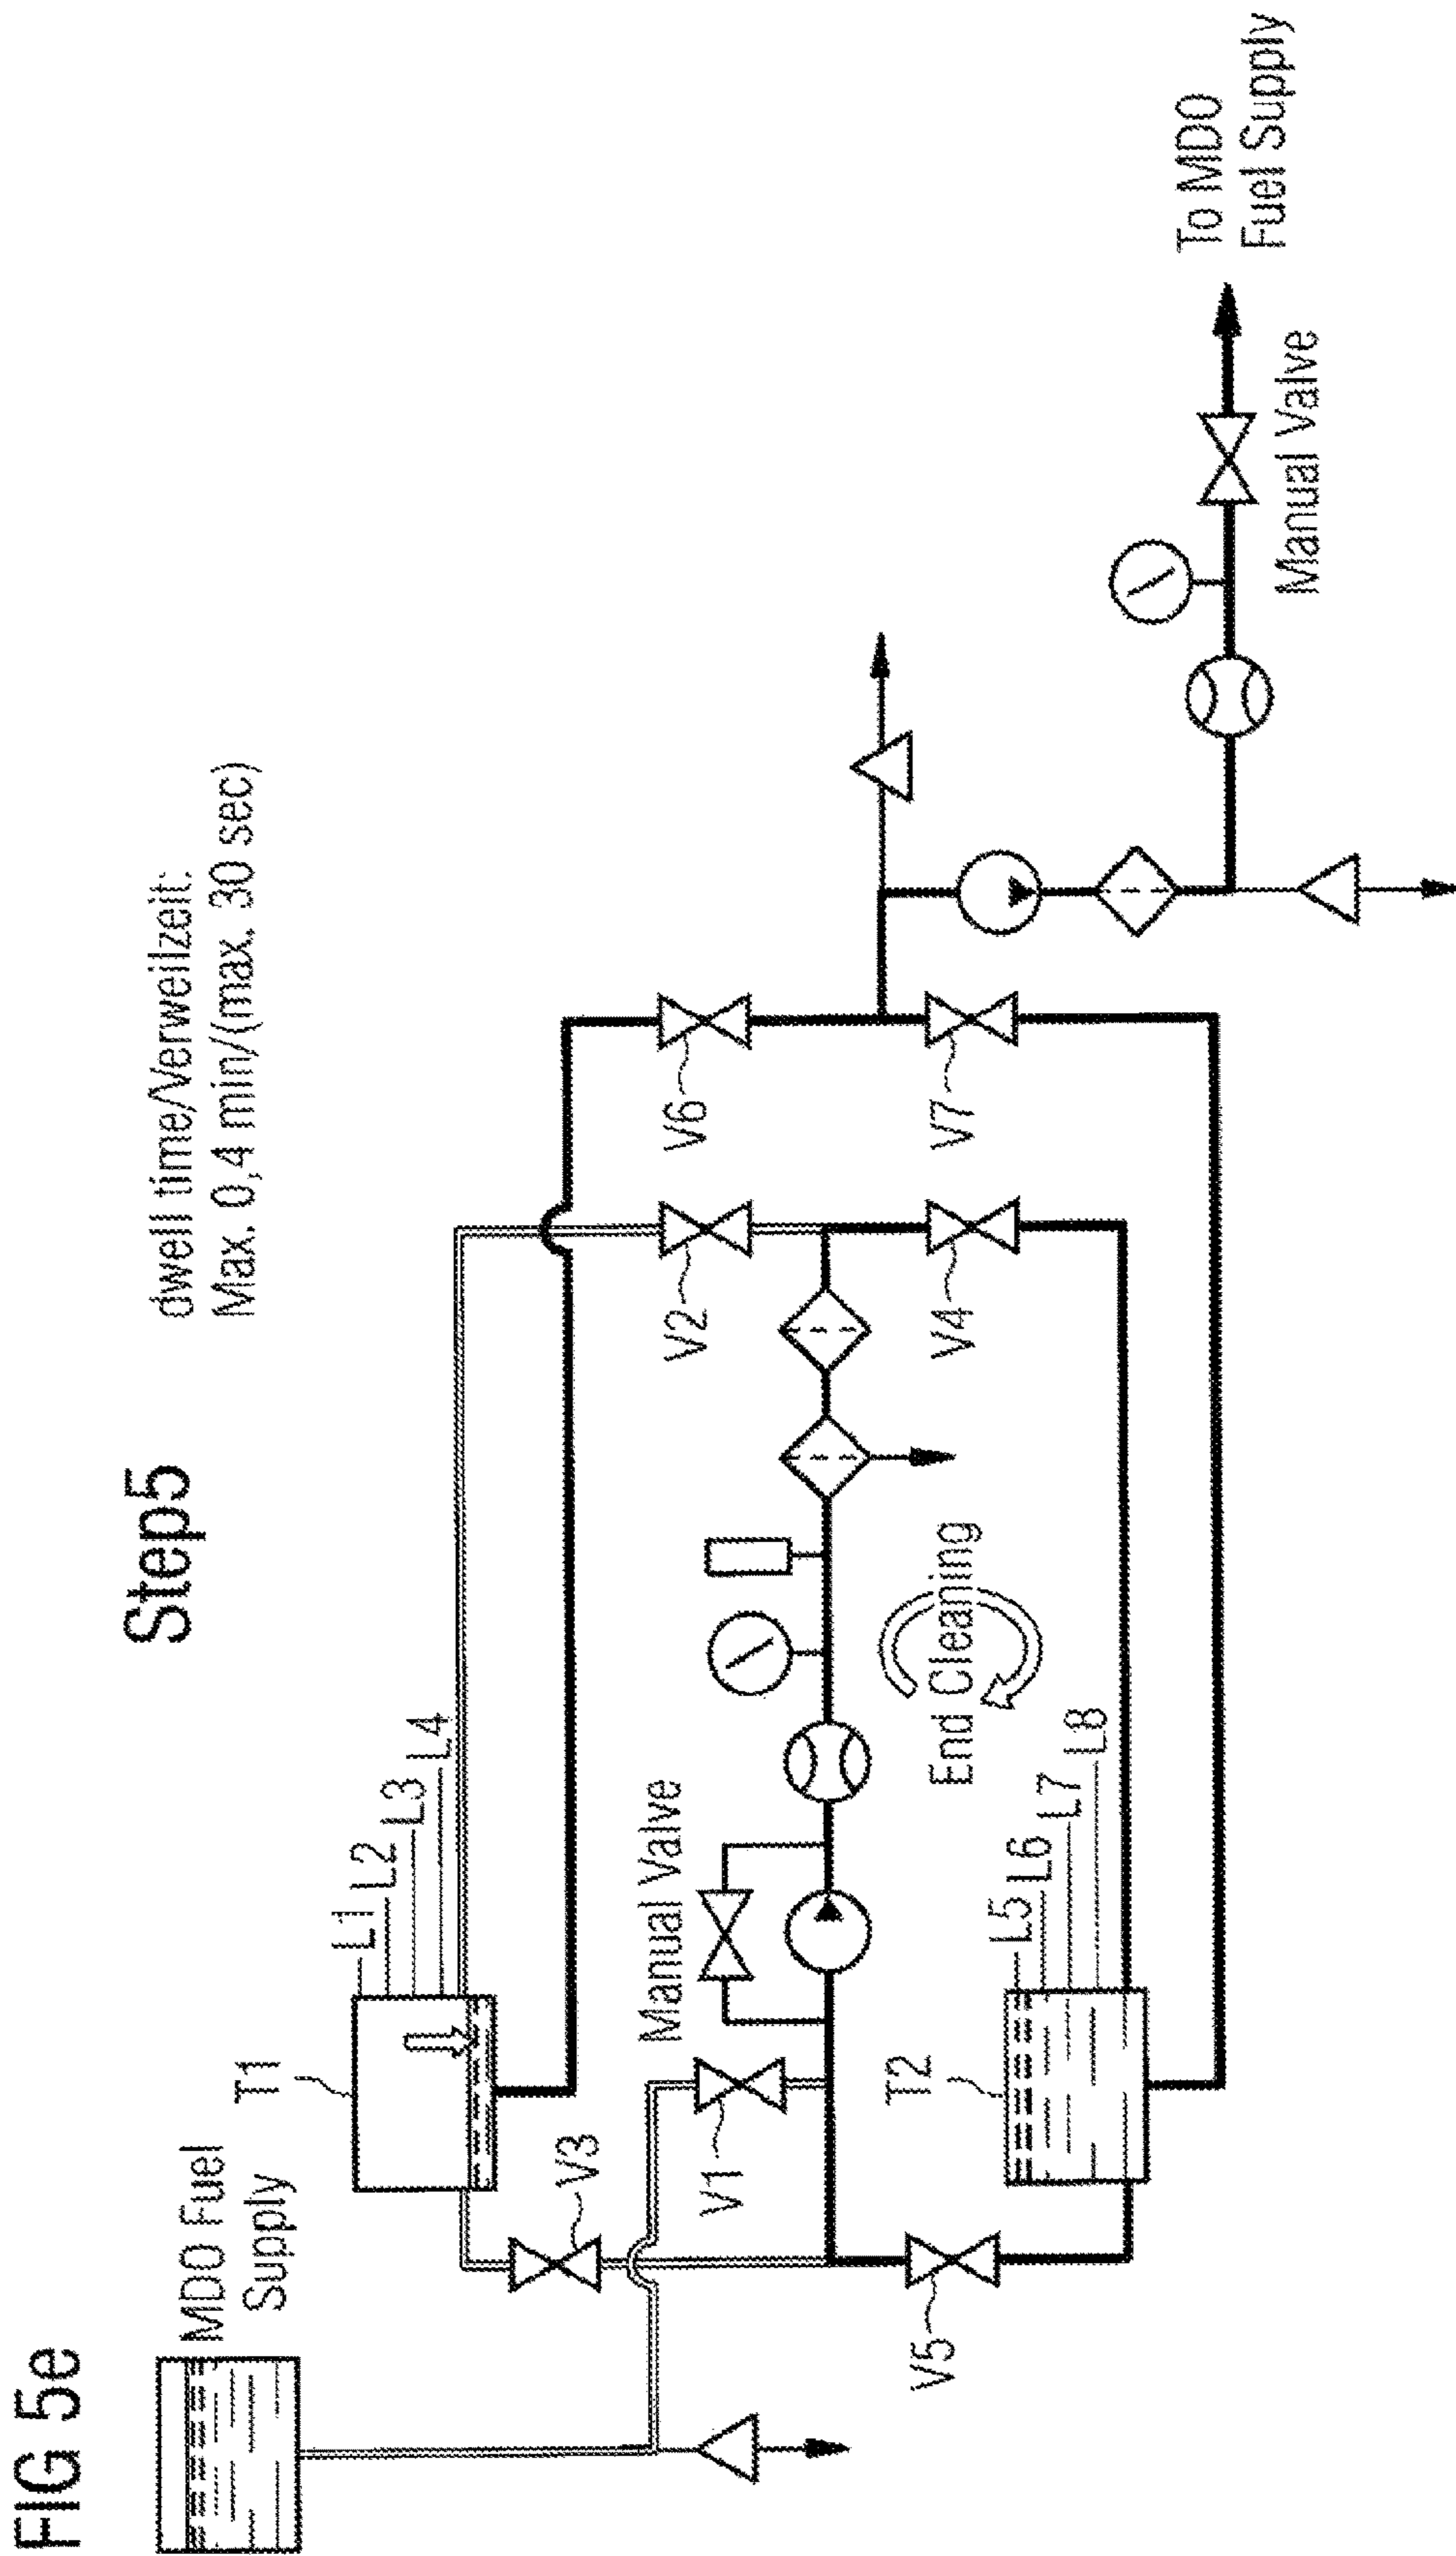 FIG 5e
Step5
dwell time/Verweilzeit:
Max. 0,4 min/(max. 30 sec)
MDO Fuel
Supply
T1
L1
L2
L3
L4
V3
V1
Manual Valve
V2
V6
End Cleaning
V5
T2
L5
L6
L7
L8
V4
V7
To MDO
Fuel Supply
Manual Valve